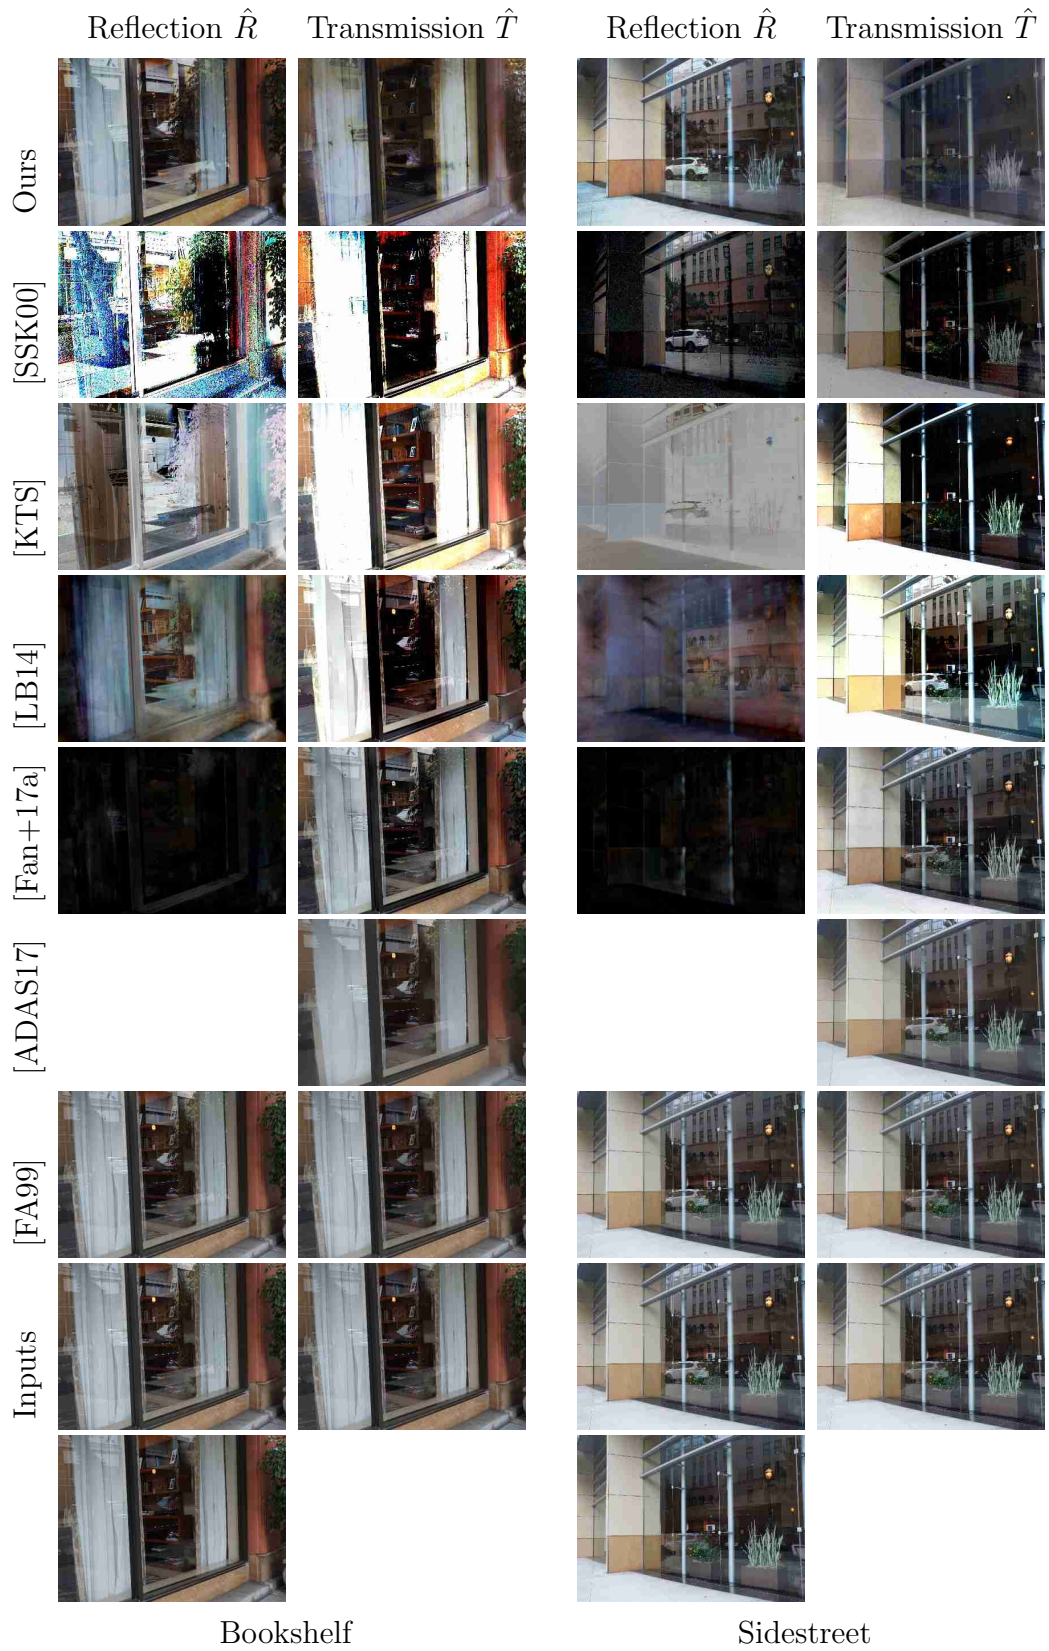 Reflection R̂ Transmission T̂ Reflection R̂ Transmission T̂
Ours
[SSK00]
[KTS]
[LB14]
[Fan+17a]
[ADAS17]
[FA99]
Inputs
Bookshelf Sidestreet